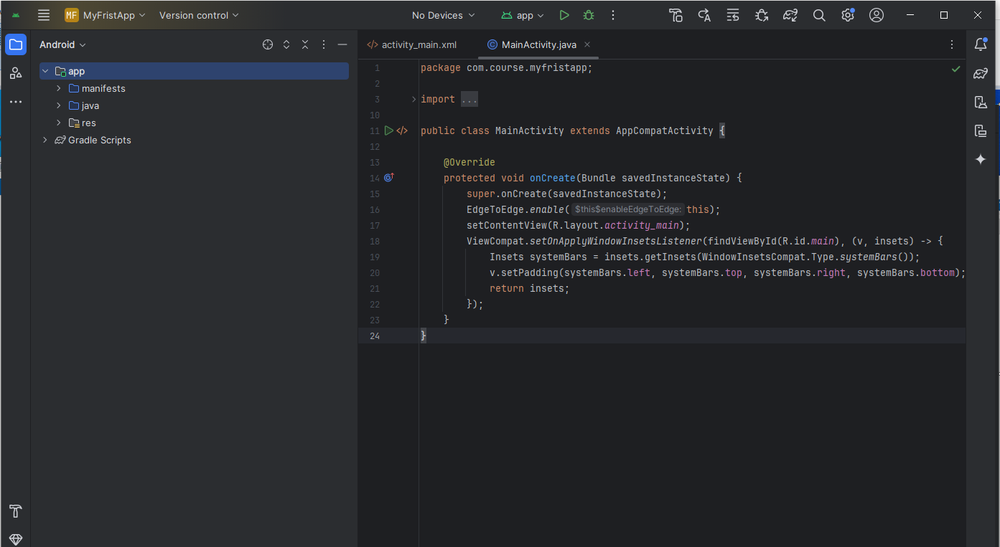 MF MyFristApp Version control No Devices app
Android
activity_main.xml MainActivity.java
app
manifests
java
res
Gradle Scripts
1 package com.course.myfristapp;
2
3 import ...
10
11 public class MainActivity extends AppCompatActivity {
12
13 @Override
14 protected void onCreate(Bundle savedInstanceState) {
15 super.onCreate(savedInstanceState);
16 EdgeToEdge.enable( $this$enableEdgeToEdge: this);
17 setContentView(R.layout.activity_main);
18 ViewCompat.setOnApplyWindowInsetsListener(findViewById(R.id.main), (v, insets) -> {
19 Insets systemBars = insets.getInsets(WindowInsetsCompat.Type.systemBars());
20 v.setPadding(systemBars.left, systemBars.top, systemBars.right, systemBars.bottom);
21 return insets;
22 });
23 }
24 }